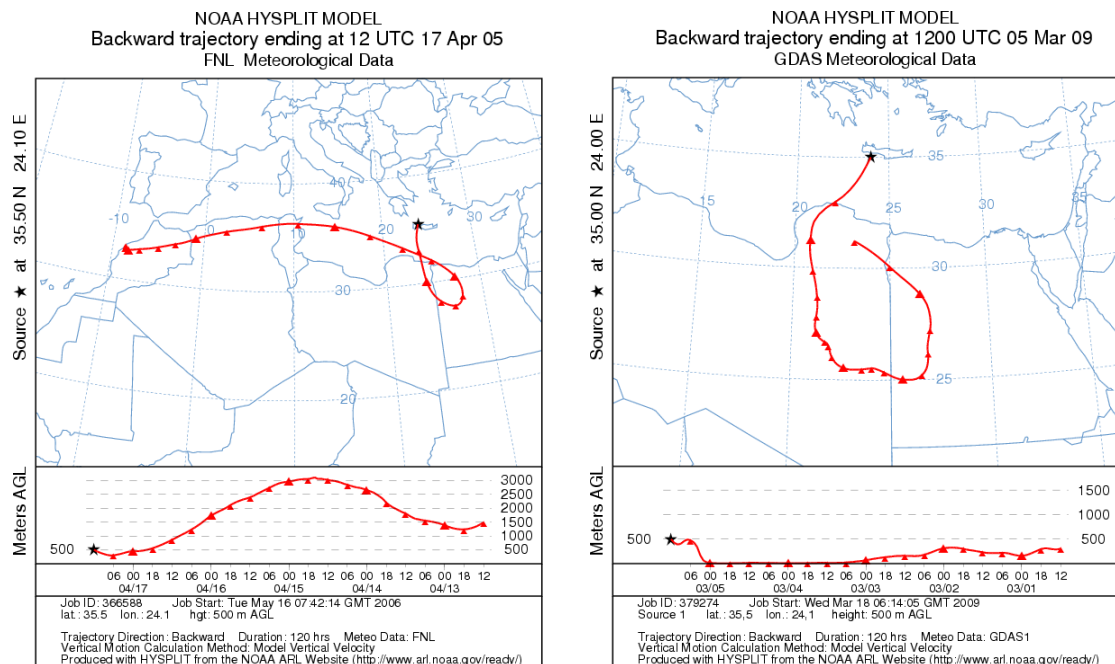 NOAA HYSPLIT MODEL
Backward trajectory ending at 12 UTC 17 Apr 05
FNL Meteorological Data
Source ★ at 35.50 N 24.10 E
-10
0
10
20
30
40
30
20
Meters AGL
500
3000
2500
2000
1500
1000
500
06 00 18 12 06 00 18 12 06 00 18 12 06 00 18 12 06 00 18 12
04/17 04/16 04/15 04/14 04/13
Job ID: 366588 Job Start: Tue May 16 07:42:14 GMT 2006
lat.: 35.5 lon.: 24.1 hgt: 500 m AGL
Trajectory Direction: Backward Duration: 120 hrs Meteo Data: FNL
Vertical Motion Calculation Method: Model Vertical Velocity
Produced with HYSPLIT from the NOAA ARL Website (http://www.arl.noaa.gov/ready/)
NOAA HYSPLIT MODEL
Backward trajectory ending at 1200 UTC 05 Mar 09
GDAS Meteorological Data
Source ★ at 35.00 N 24.00 E
35
15
20
25
30
35
30
25
Meters AGL
500
1500
1000
500
06 00 18 12 06 00 18 12 06 00 18 12 06 00 18 12 06 00 18 12
03/05 03/04 03/03 03/02 03/01
Job ID: 379274 Job Start: Wed Mar 18 06:14:05 GMT 2009
Source 1 lat.: 35,5 lon.: 24,1 height: 500 m AGL
Trajectory Direction: Backward Duration: 120 hrs Meteo Data: GDAS1
Vertical Motion Calculation Method: Model Vertical Velocity
Produced with HYSPLIT from the NOAA ARL Website (http://www.arl.noaa.gov/ready/)